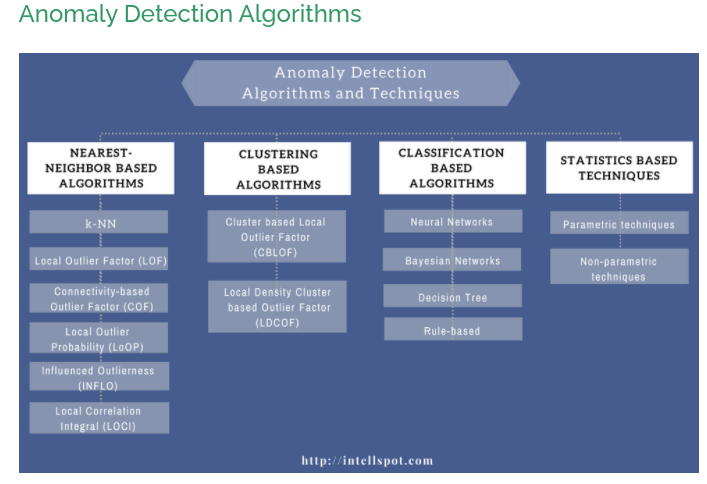 Anomaly Detection Algorithms
Anomaly Detection
Algorithms and Techniques
NEAREST-
NEIGHBOR BASED
ALGORITHMS
k-NN
Local Outlier Factor (LOF)
Connectivity-based
Outlier Factor (COF)
Local Outlier
Probability (LoOP)
Influenced Outlierness
(INFLO)
Local Correlation
Integral (LOCI)
CLUSTERING
BASED
ALGORITHMS
Cluster based Local
Outlier Factor
(CBLOF)
Local Density Cluster
based Outlier Factor
(LDCOF)
CLASSIFICATION
BASED
ALGORITHMS
Neural Networks
Bayesian Networks
Decision Tree
Rule-based
STATISTICS BASED
TECHNIQUES
Parametric techniques
Non-parametric
techniques
http://intellspot.com